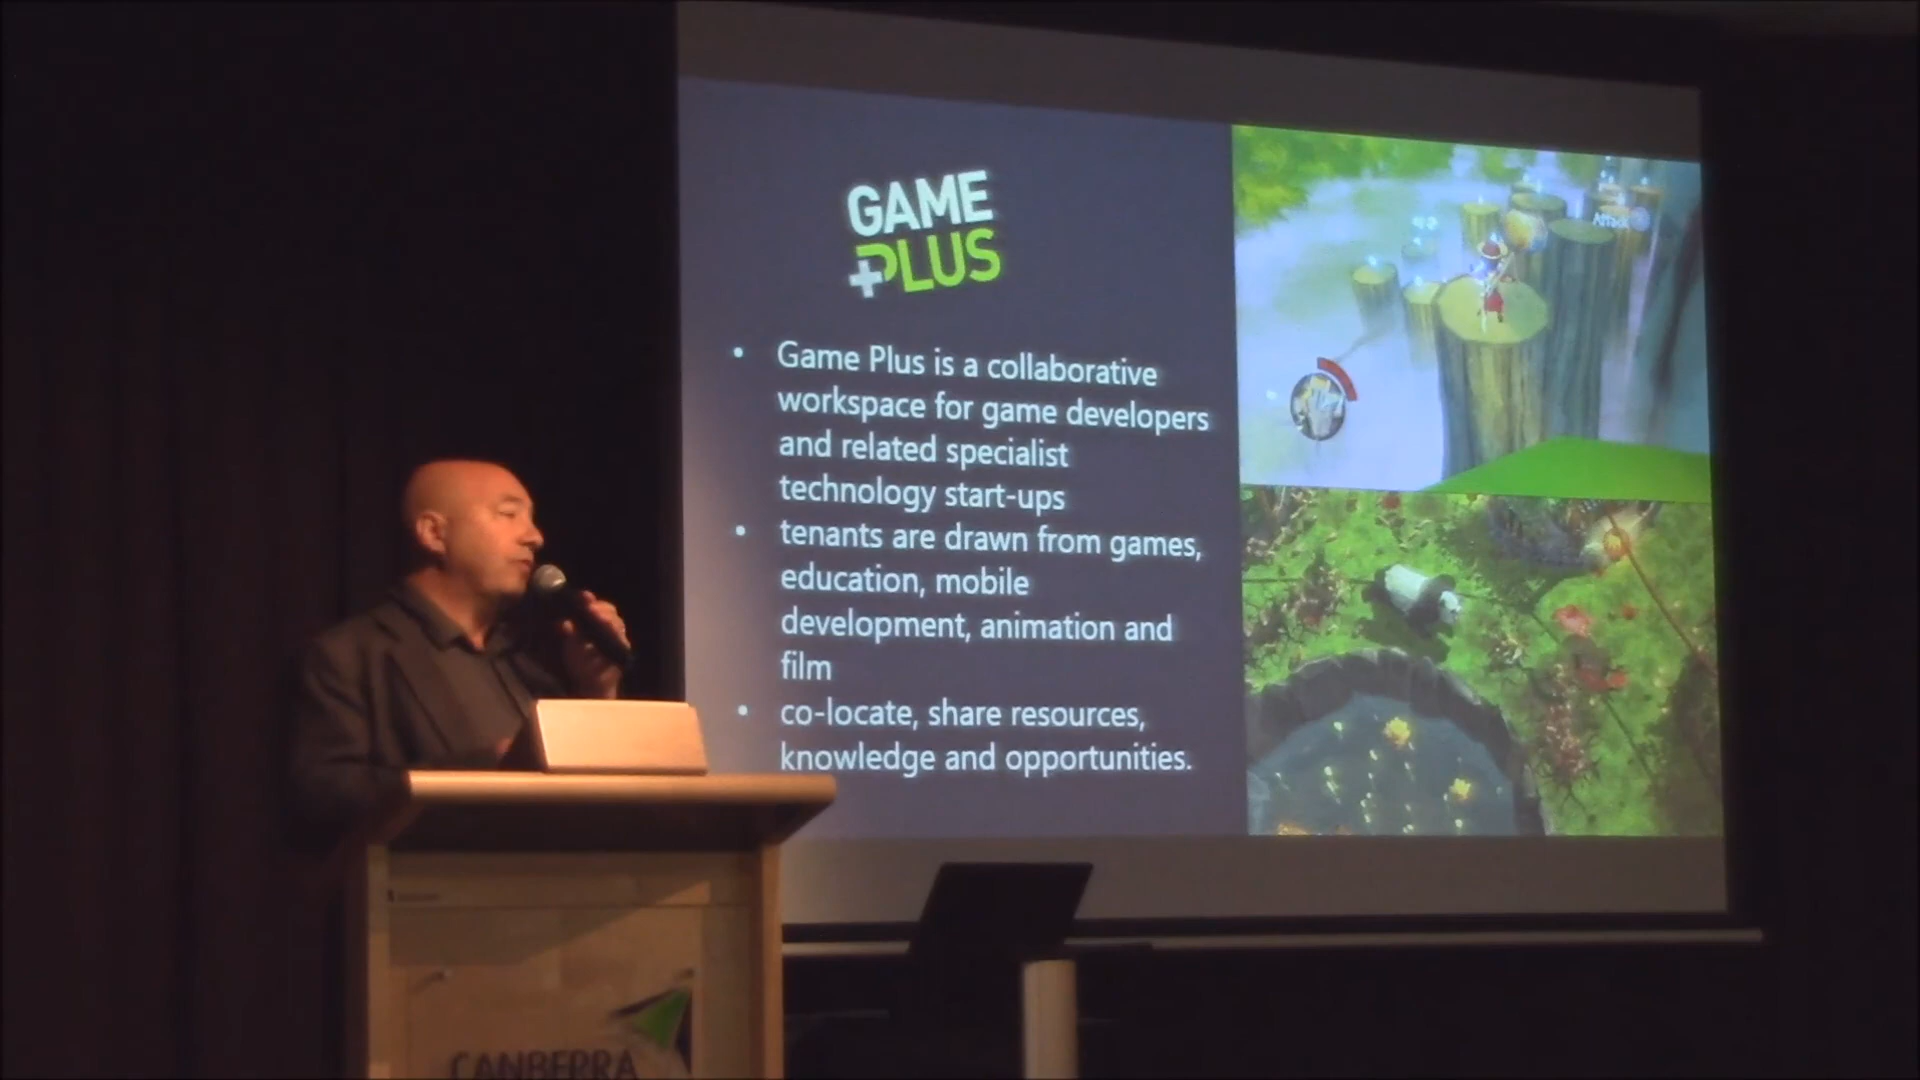 GAME
PLUS
• Game Plus is a collaborative
workspace for game developers
and related specialist
technology start-ups
• tenants are drawn from games,
education, mobile
development, animation and
film
• co-locate, share resources,
knowledge and opportunities.
Attack
CANBERRA